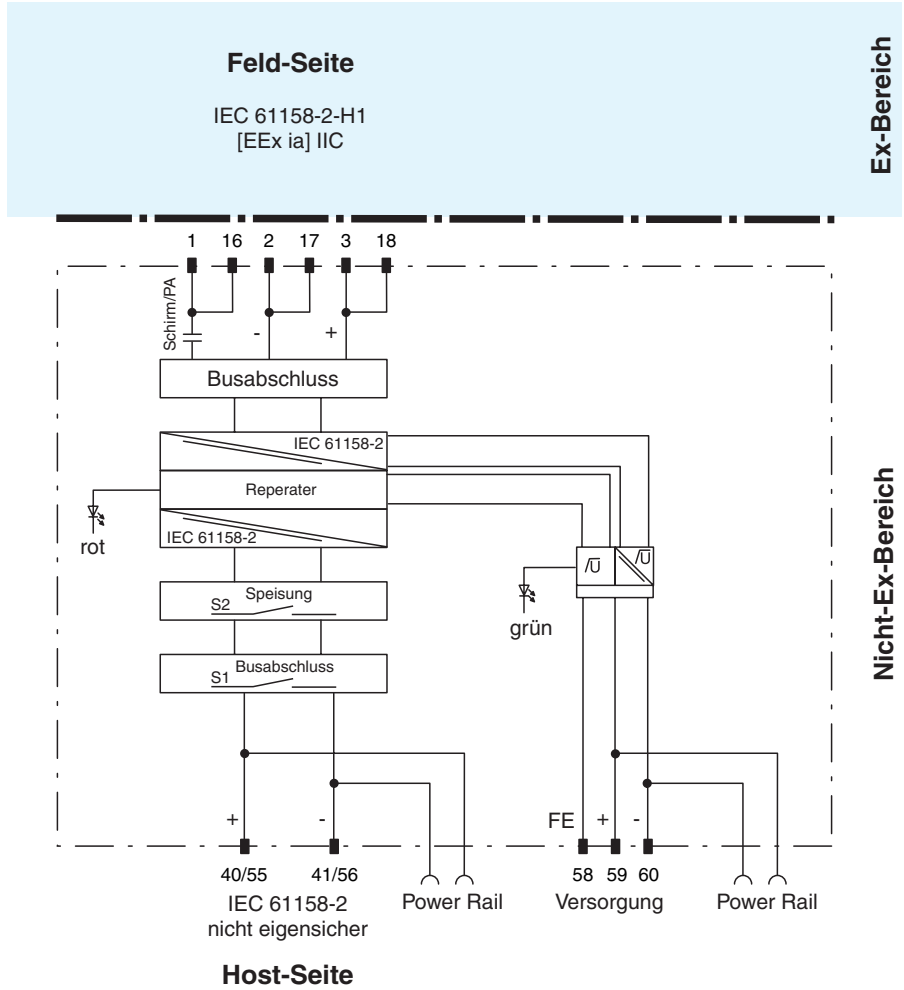 Feld-Seite
IEC 61158-2-H1
[EEx ia] IIC
Ex-Bereich
1 16 2 17 3 18
Schirm/PA
- +
Busabschluss
IEC 61158-2
Reperater
IEC 61158-2
rot
Speisung
S2
/U /U
grün
Busabschluss
S1
Nicht-Ex-Bereich
+ - FE + -
40/55 41/56 58 59 60
IEC 61158-2 Power Rail Versorgung Power Rail
nicht eigensicher
Host-Seite